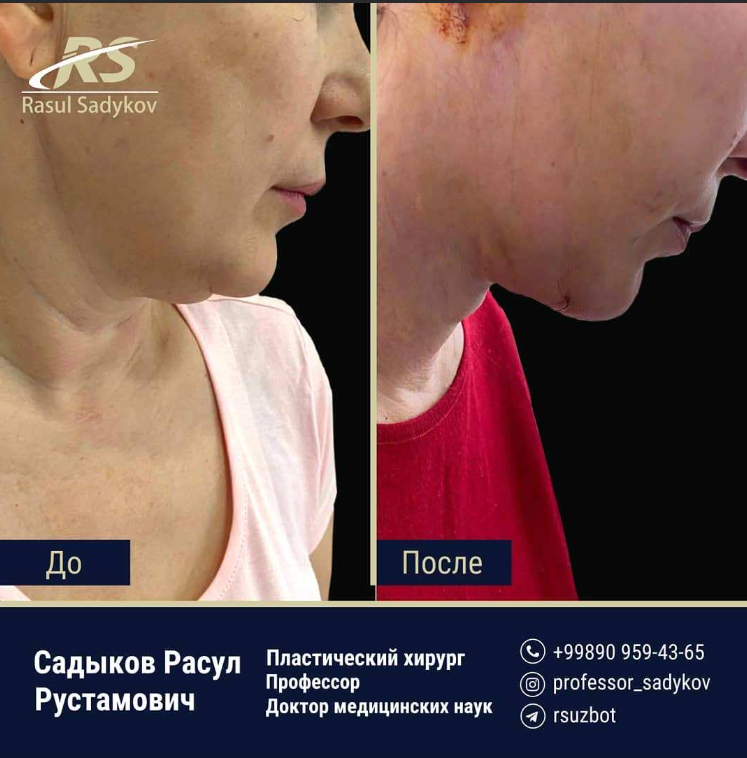 RS
Rasul Sadykov
До
После
Садыков Расул
Рустамович
Пластический хирург
Профессор
Доктор медицинских наук
+99890 959-43-65
professor_sadykov
rsuzbot